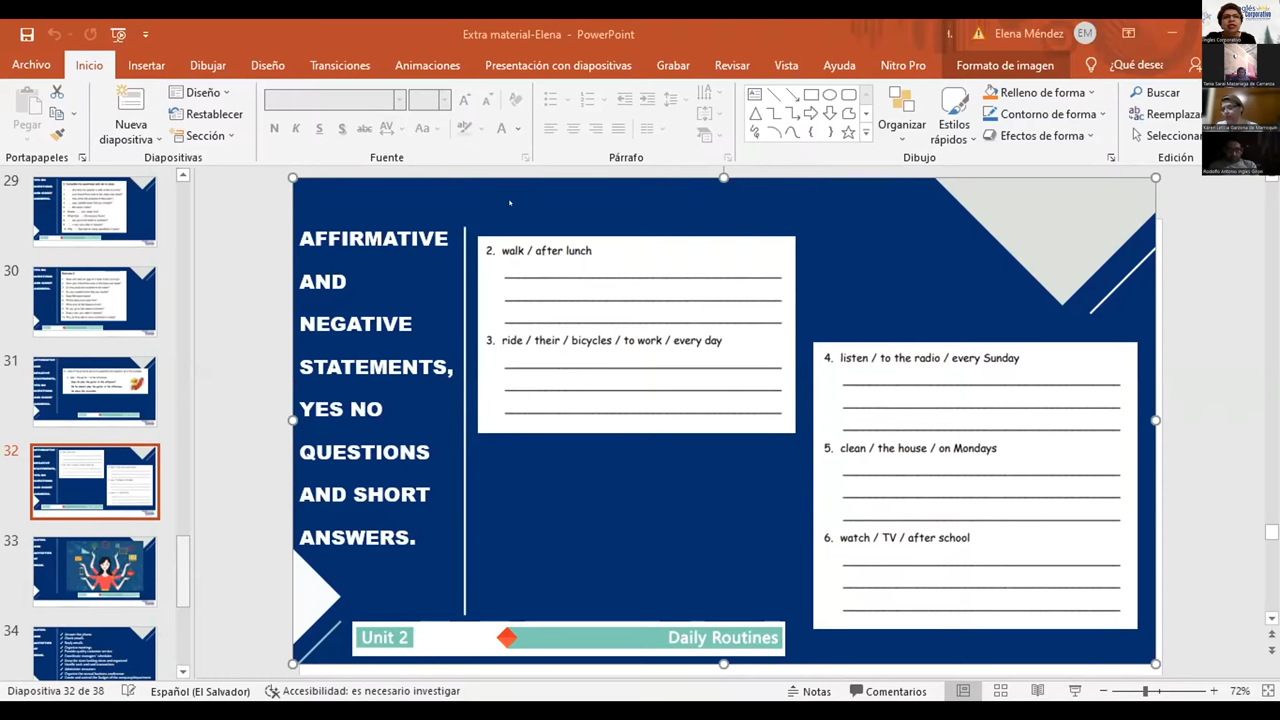 Extra material-Elena - PowerPoint
Elena Méndez
EM
Archivo
Inicio
Insertar
Dibujar
Diseño
Transiciones
Animaciones
Presentación con diapositivas
Grabar
Revisar
Vista
Ayuda
Nitro Pro
Formato de imagen
¿Qué desea
Pegar
Nueva
diapositiva
Diseño
Restablecer
Sección
N
K
S
S
abc
AV
Aa
A
Organizar
Estilos
rápidos
Relleno de forma
Contorno de forma
Efectos de forma
Buscar
Reemplazar
Seleccionar
Portapapeles
Diapositivas
Fuente
Párrafo
Dibujo
Edición
29
30
31
32
33
34
AFFIRMATIVE
AND
NEGATIVE
STATEMENTS,
YES NO
QUESTIONS
AND SHORT
ANSWERS.
2. walk / after lunch
3. ride / their / bicycles / to work / every day
4. listen / to the radio / every Sunday
5. clean / the house / on Mondays
6. watch / TV / after school
Unit 2
Daily Routines
Diapositiva 32 de 38
Español (El Salvador)
Accesibilidad: es necesario investigar
Notas
Comentarios
72%